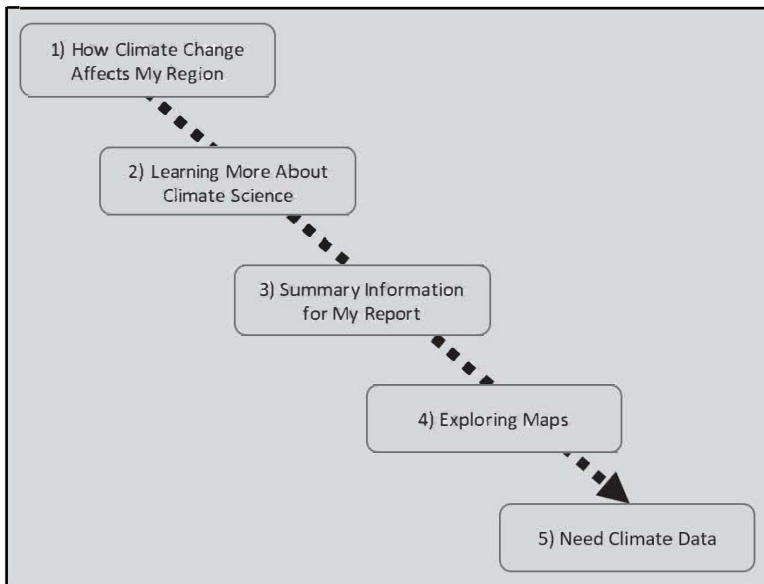 1) How Climate Change
Affects My Region
2) Learning More About
Climate Science
3) Summary Information
for My Report
4) Exploring Maps
5) Need Climate Data